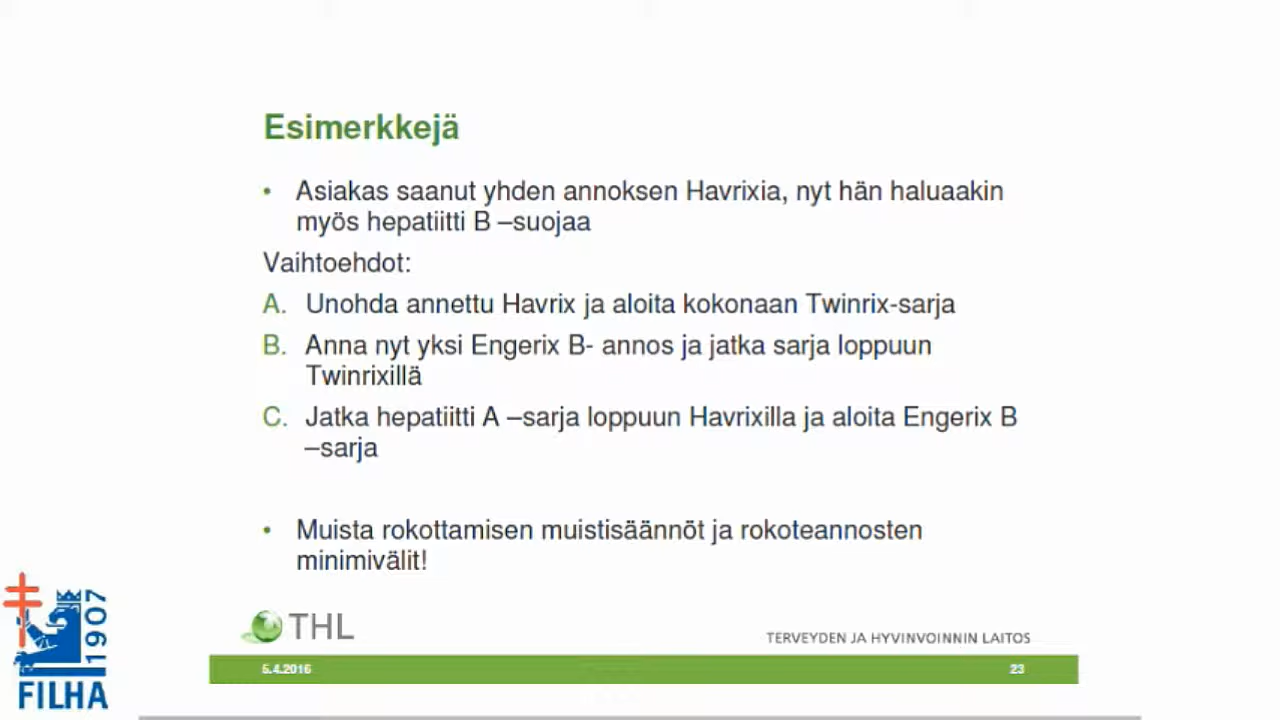 Esimerkkejä
• Asiakas saanut yhden annoksen Havrixia, nyt hän haluaakin
myös hepatiitti B –suojaa
Vaihtoehdot:
A. Unohda annettu Havrix ja aloita kokonaan Twinrix-sarja
B. Anna nyt yksi Engerix B- annos ja jatka sarja loppuun
Twinrixillä
C. Jatka hepatiitti A –sarja loppuun Havrixilla ja aloita Engerix B
–sarja
• Muista rokottamisen muistisäännöt ja rokoteannosten
minimivälit!
THL
TERVEYDEN JA HYVINVOINNIN LAITOS
5.4.2016
23
1907
FILHA